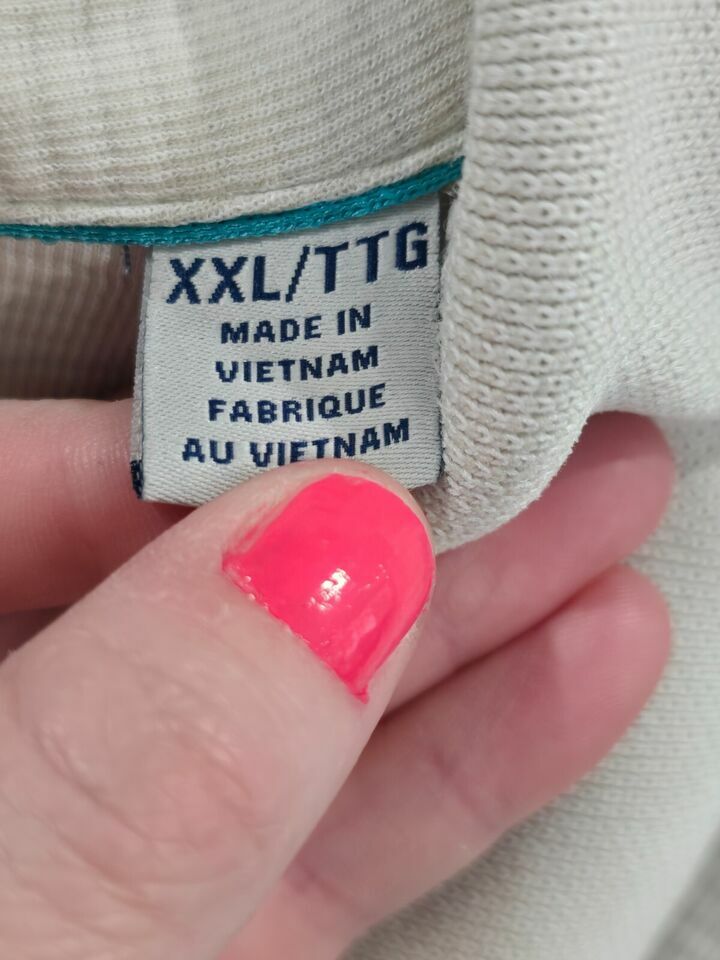 XXL/TTG
MADE IN
VIETNAM
FABRIQUE
AU VIETNAM